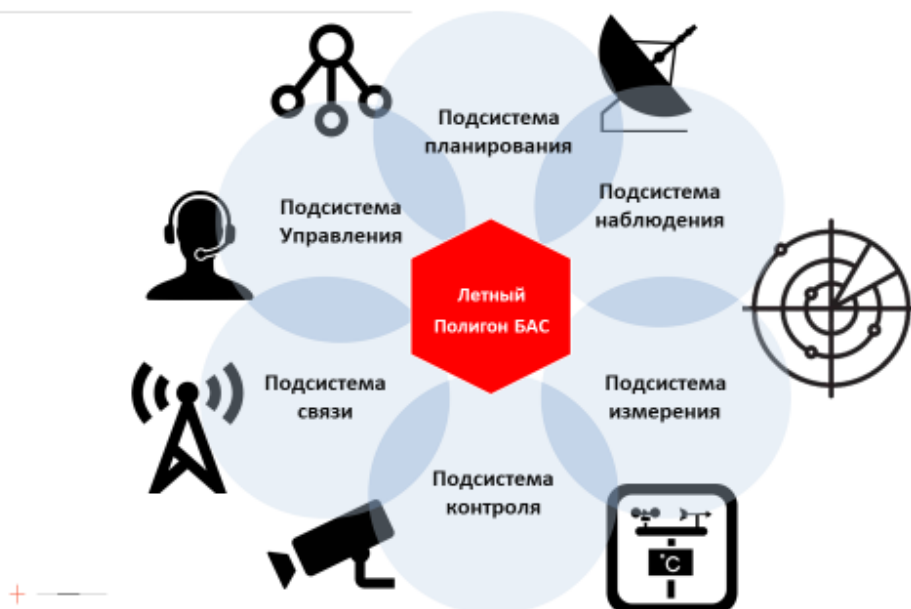 Подсистема
планирования
Подсистема
наблюдения
Подсистема
Управления
Летный
Полигон БАС
Подсистема
связи
Подсистема
измерения
Подсистема
контроля
°C